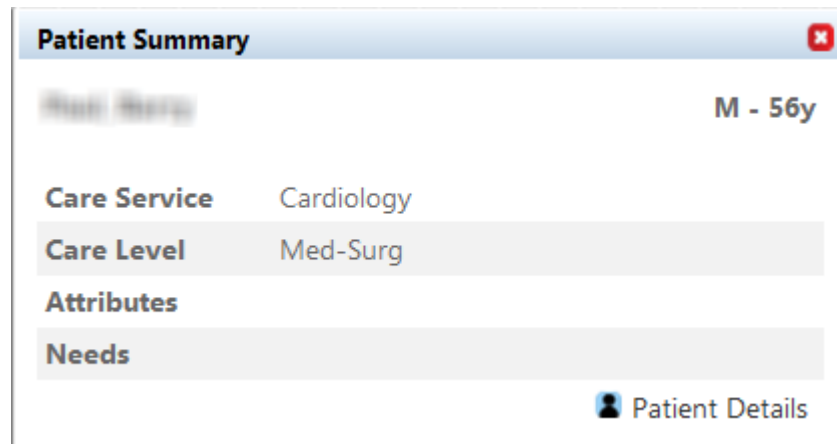 Patient Summary
M - 56y
Care Service Cardiology
Care Level Med-Surg
Attributes
Needs
Patient Details